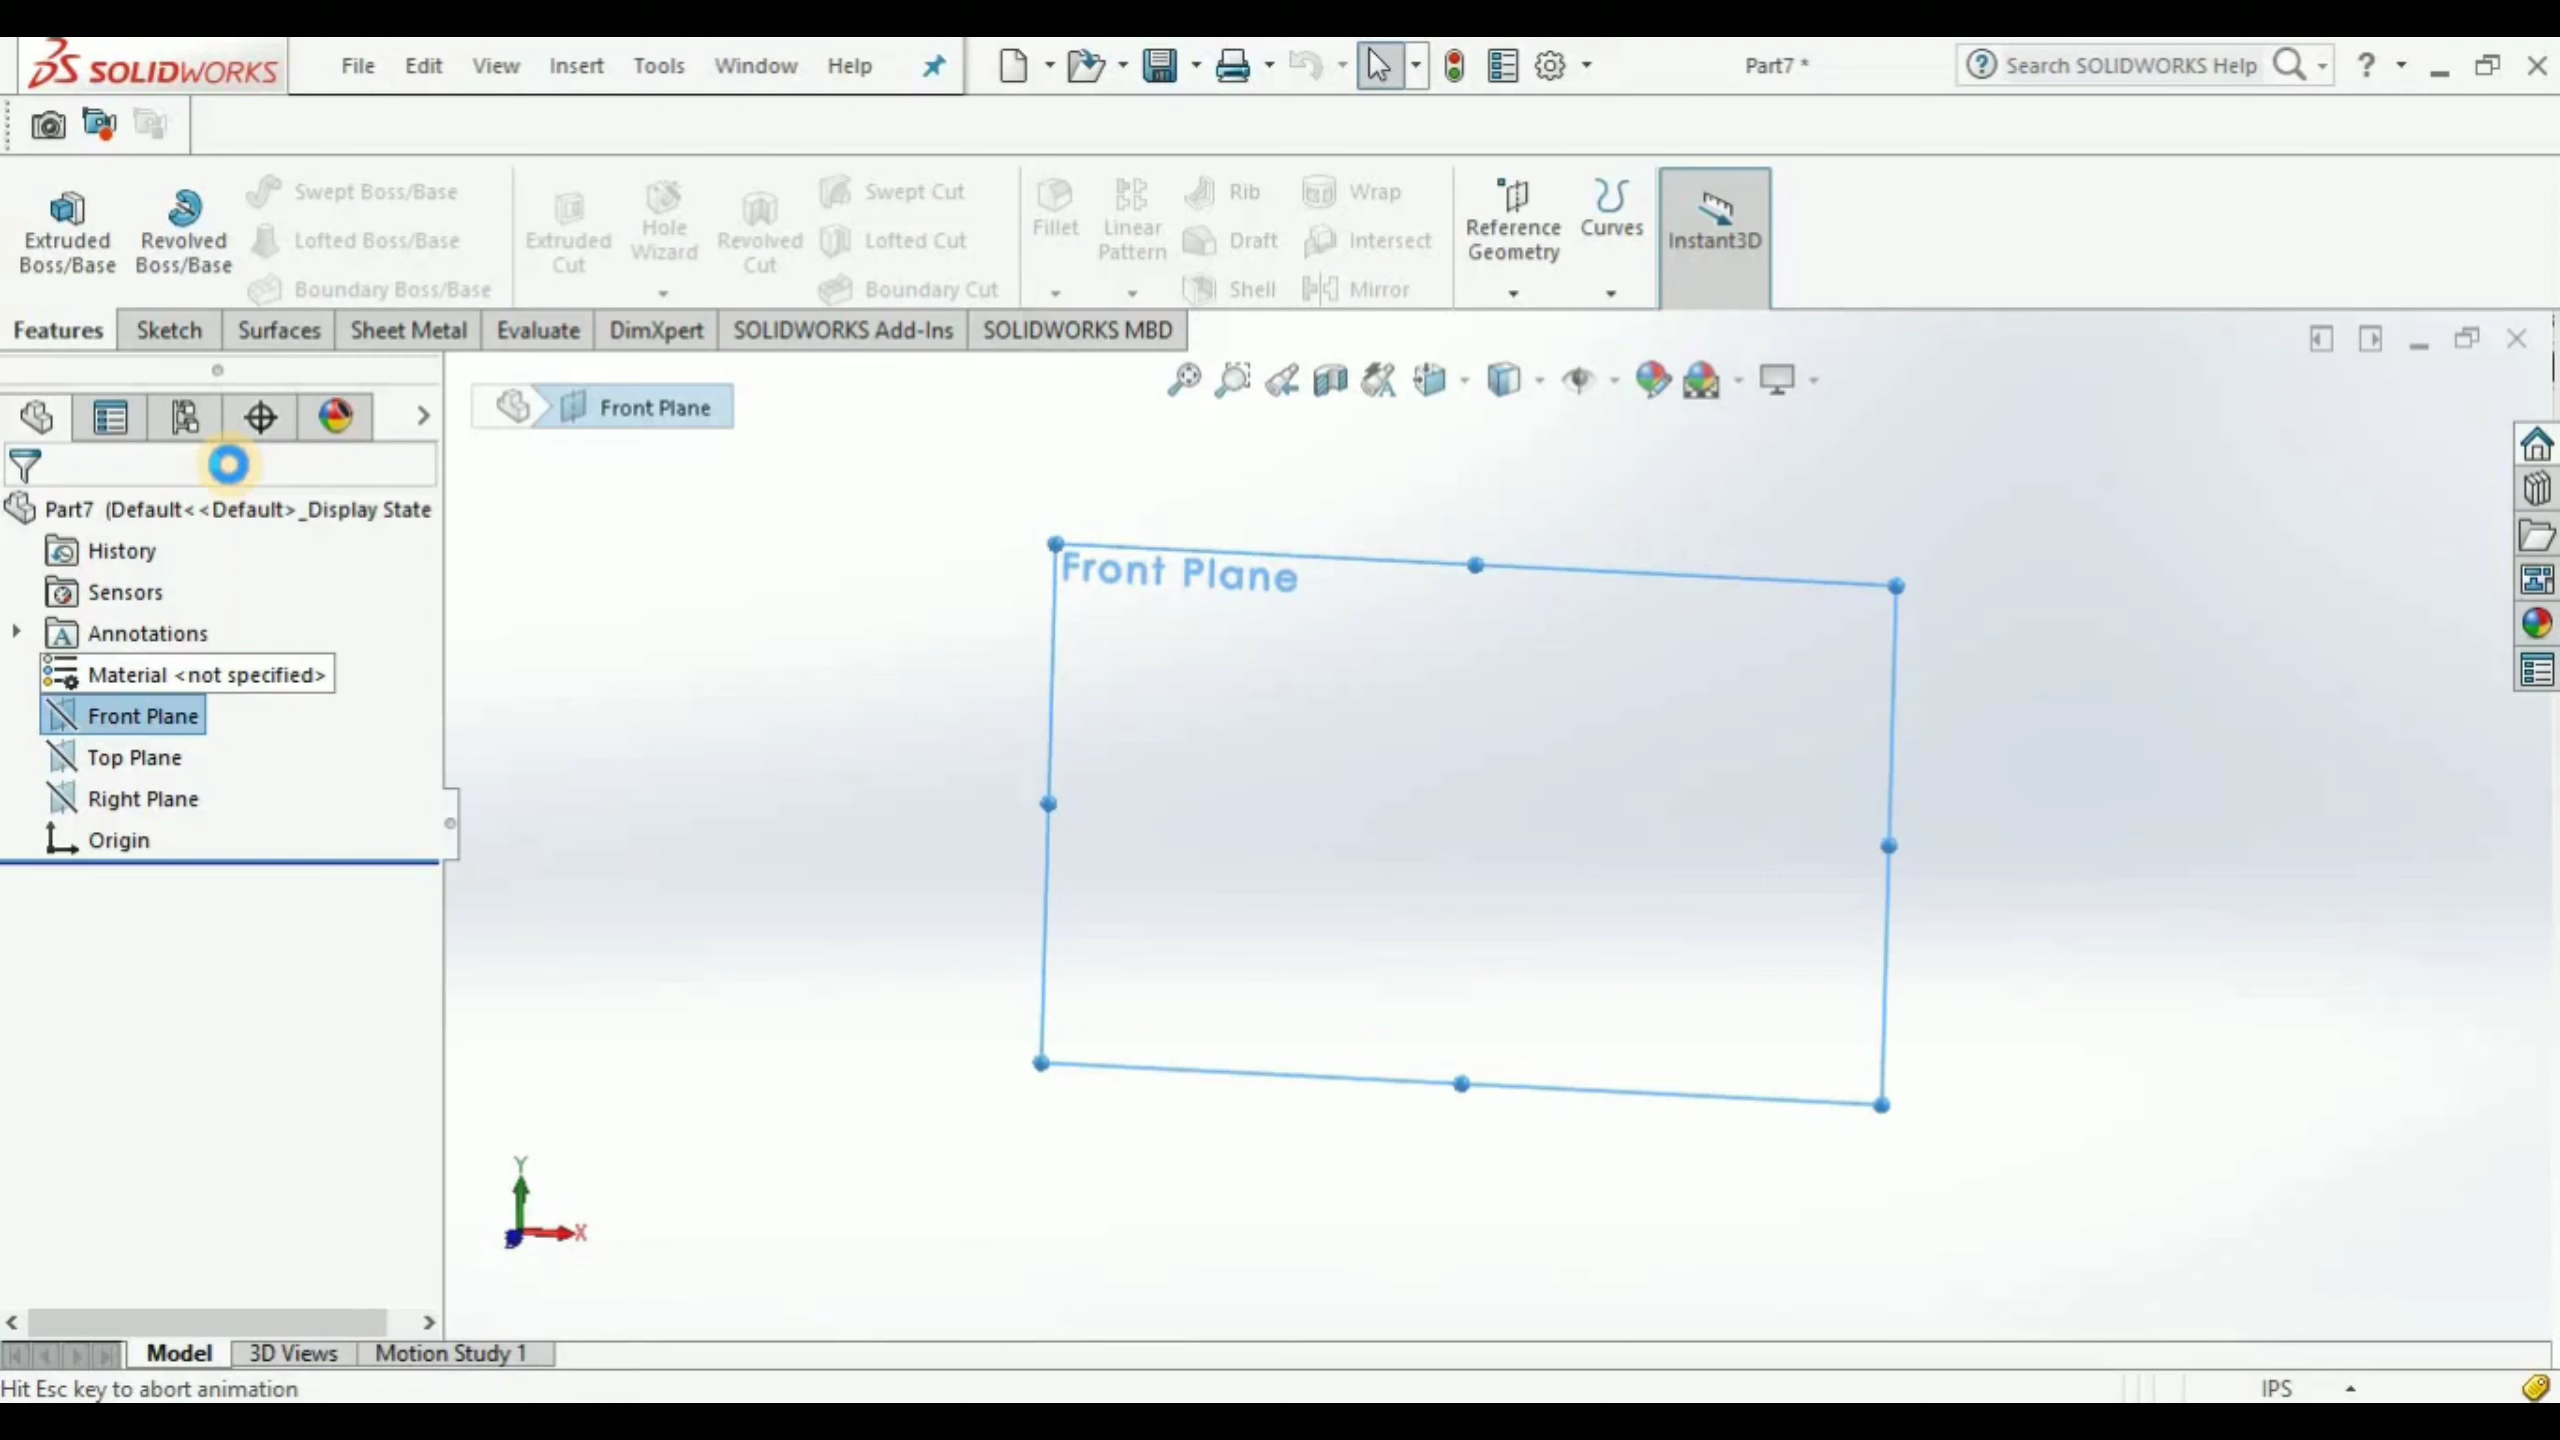 SOLIDWORKS File Edit View Insert Tools Window Help Part7 * Search SOLIDWORKS Help ?
Extruded Boss/Base
Revolved Boss/Base
Swept Boss/Base
Lofted Boss/Base
Boundary Boss/Base
Extruded Cut
Hole Wizard
Revolved Cut
Swept Cut
Lofted Cut
Boundary Cut
Fillet
Linear Pattern
Rib
Draft
Shell
Wrap
Intersect
Mirror
Reference Geometry
Curves
Instant3D
Features Sketch Surfaces Sheet Metal Evaluate DimXpert SOLIDWORKS Add-Ins SOLIDWORKS MBD
Front Plane
Part7 (Default<<Default>_Display State
History
Sensors
Annotations
Material <not specified>
Front Plane
Top Plane
Right Plane
Origin
Front Plane
Y
X
Model 3D Views Motion Study 1
Hit Esc key to abort animation
IPS